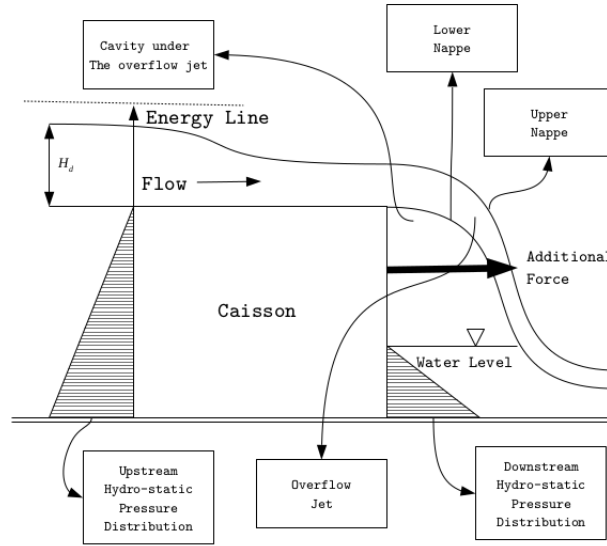 Cavity under
The overflow jet
Lower
Nappe
Upper
Nappe
Energy Line
H_d
Flow
Additional
Force
Caisson
Water Level
Upstream
Hydro-static
Pressure
Distribution
Overflow
Jet
Downstream
Hydro-static
Pressure
Distribution